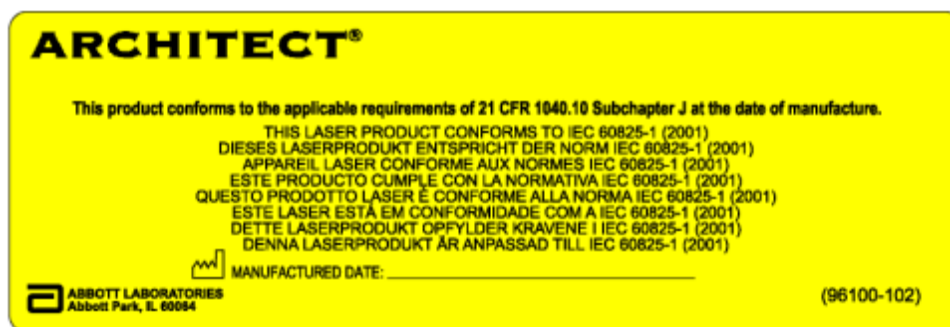 ARCHITECT®
This product conforms to the applicable requirements of 21 CFR 1040.10 Subchapter J at the date of manufacture.
THIS LASER PRODUCT CONFORMS TO IEC 60825-1 (2001)
DIESES LASERPRODUKT ENTSPRICHT DER NORM IEC 60825-1 (2001)
APPAREIL LASER CONFORME AUX NORMES IEC 60825-1 (2001)
ESTE PRODUCTO CUMPLE CON LA NORMATIVA IEC 60825-1 (2001)
QUESTO PRODOTTO LASER È CONFORME ALLA NORMA IEC 60825-1 (2001)
ESTE LASER ESTÁ EM CONFORMIDADE COM A IEC 60825-1 (2001)
DETTE LASERPRODUKT OPFYLDER KRAVENE I IEC 60825-1 (2001)
DENNA LASERPRODUKT ÄR ANPASSAD TILL IEC 60825-1 (2001)
MANUFACTURED DATE:
ABBOTT LABORATORIES
Abbott Park, IL 60064
(96100-102)